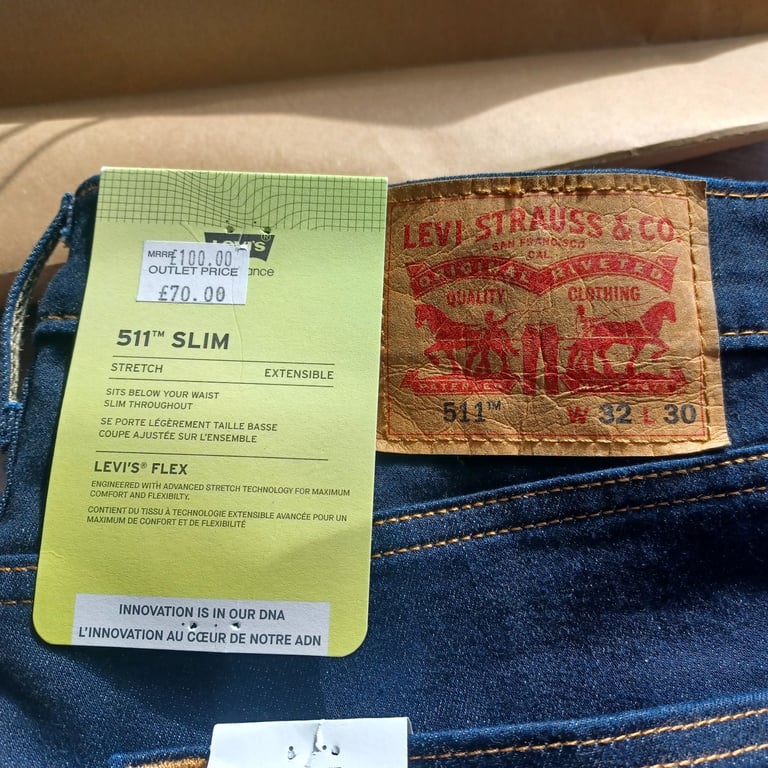 LEVI'S®
MRRP £100.00
OUTLET PRICE
£70.00
511™ SLIM
STRETCH EXTENSIBLE
SITS BELOW YOUR WAIST
SLIM THROUGHOUT
SE PORTE LÉGÈREMENT TAILLE BASSE
COUPE AJUSTÉE SUR L'ENSEMBLE
LEVI'S® FLEX
ENGINEERED WITH ADVANCED STRETCH TECHNOLOGY FOR MAXIMUM
COMFORT AND FLEXIBILTY.
CONTIENT DU TISSU À TECHNOLOGIE EXTENSIBLE AVANCÉE POUR UN
MAXIMUM DE CONFORT ET DE FLEXIBILITÉ
INNOVATION IS IN OUR DNA
L'INNOVATION AU CŒUR DE NOTRE ADN
LEVI STRAUSS & CO.
SAN FRANCISCO
CAL
ORIGINAL RIVETED
QUALITY CLOTHING
511™ W 32 L 30